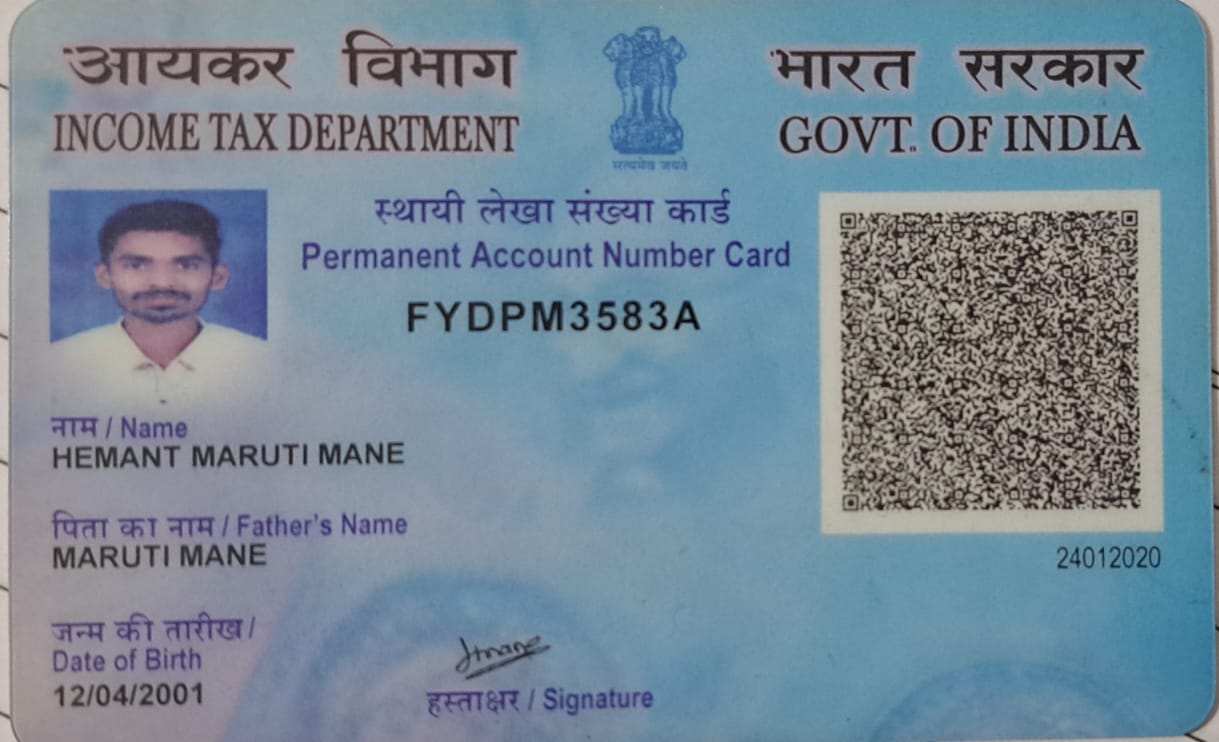 आयकर विभाग
INCOME TAX DEPARTMENT
सत्यमेव जयते
भारत सरकार
GOVT. OF INDIA
स्थायी लेखा संख्या कार्ड
Permanent Account Number Card
FYDPM3583A
नाम / Name
HEMANT MARUTI MANE
पिता का नाम / Father's Name
MARUTI MANE
24012020
जन्म की तारीख /
Date of Birth
12/04/2001
हस्ताक्षर / Signature